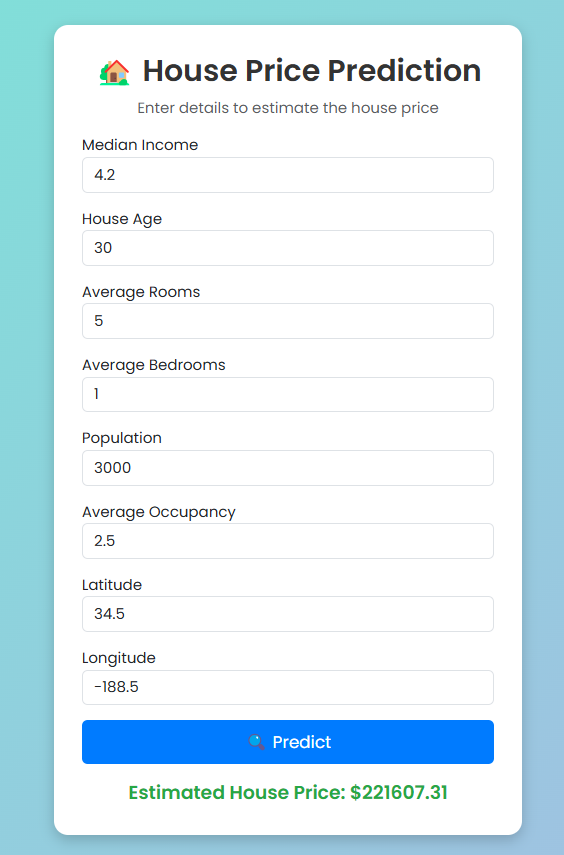 House Price Prediction
Enter details to estimate the house price
Median Income
4.2
House Age
30
Average Rooms
5
Average Bedrooms
1
Population
3000
Average Occupancy
2.5
Latitude
34.5
Longitude
-188.5
Predict
Estimated House Price: $221607.31